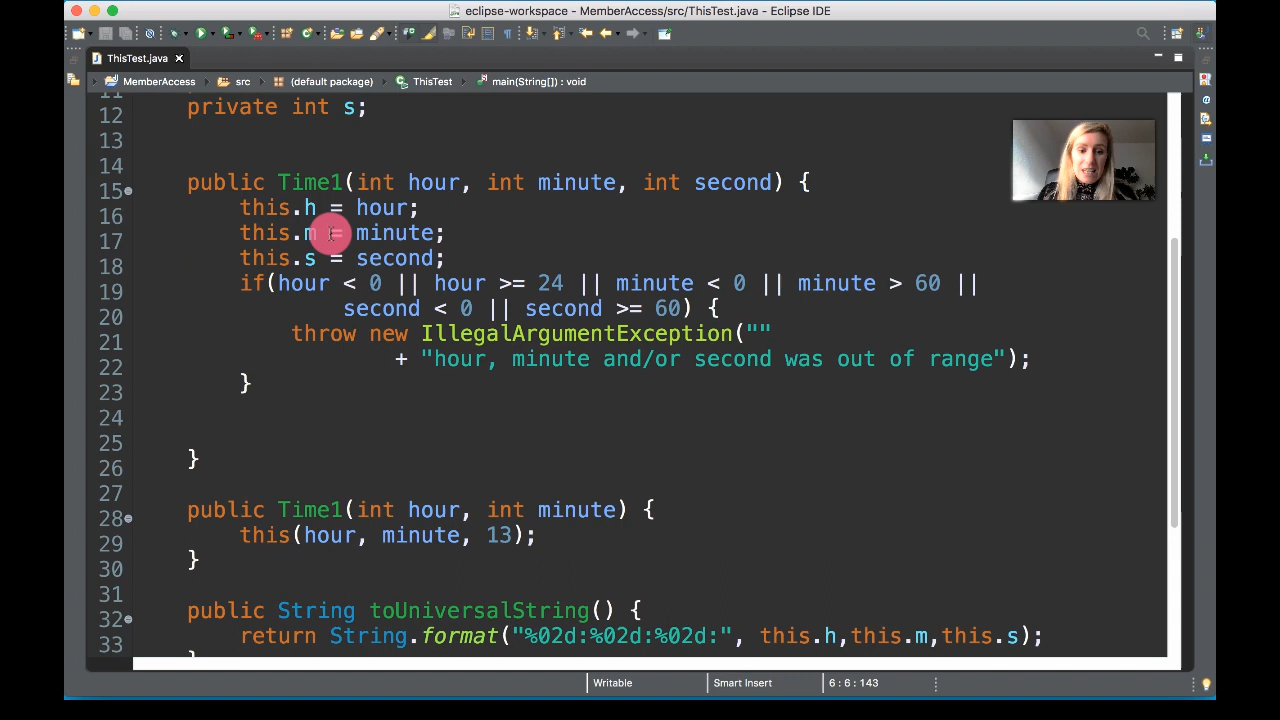 eclipse-workspace - MemberAccess/src/ThisTest.java - Eclipse IDE
ThisTest.java
MemberAccess src (default package) ThisTest main(String[]) : void
11
12 private int s;
13
14
15 public Time1(int hour, int minute, int second) {
16 this.h = hour;
17 this.m = minute;
18 this.s = second;
19 if(hour < 0 || hour >= 24 || minute < 0 || minute > 60 ||
20 second < 0 || second >= 60) {
21 throw new IllegalArgumentException(""
22 + "hour, minute and/or second was out of range");
23 }
24
25
26 }
27
28 public Time1(int hour, int minute) {
29 this(hour, minute, 13);
30 }
31
32 public String toUniversalString() {
33 return String.format("%02d:%02d:%02d:", this.h,this.m,this.s);
Writable Smart Insert 6 : 6 : 143